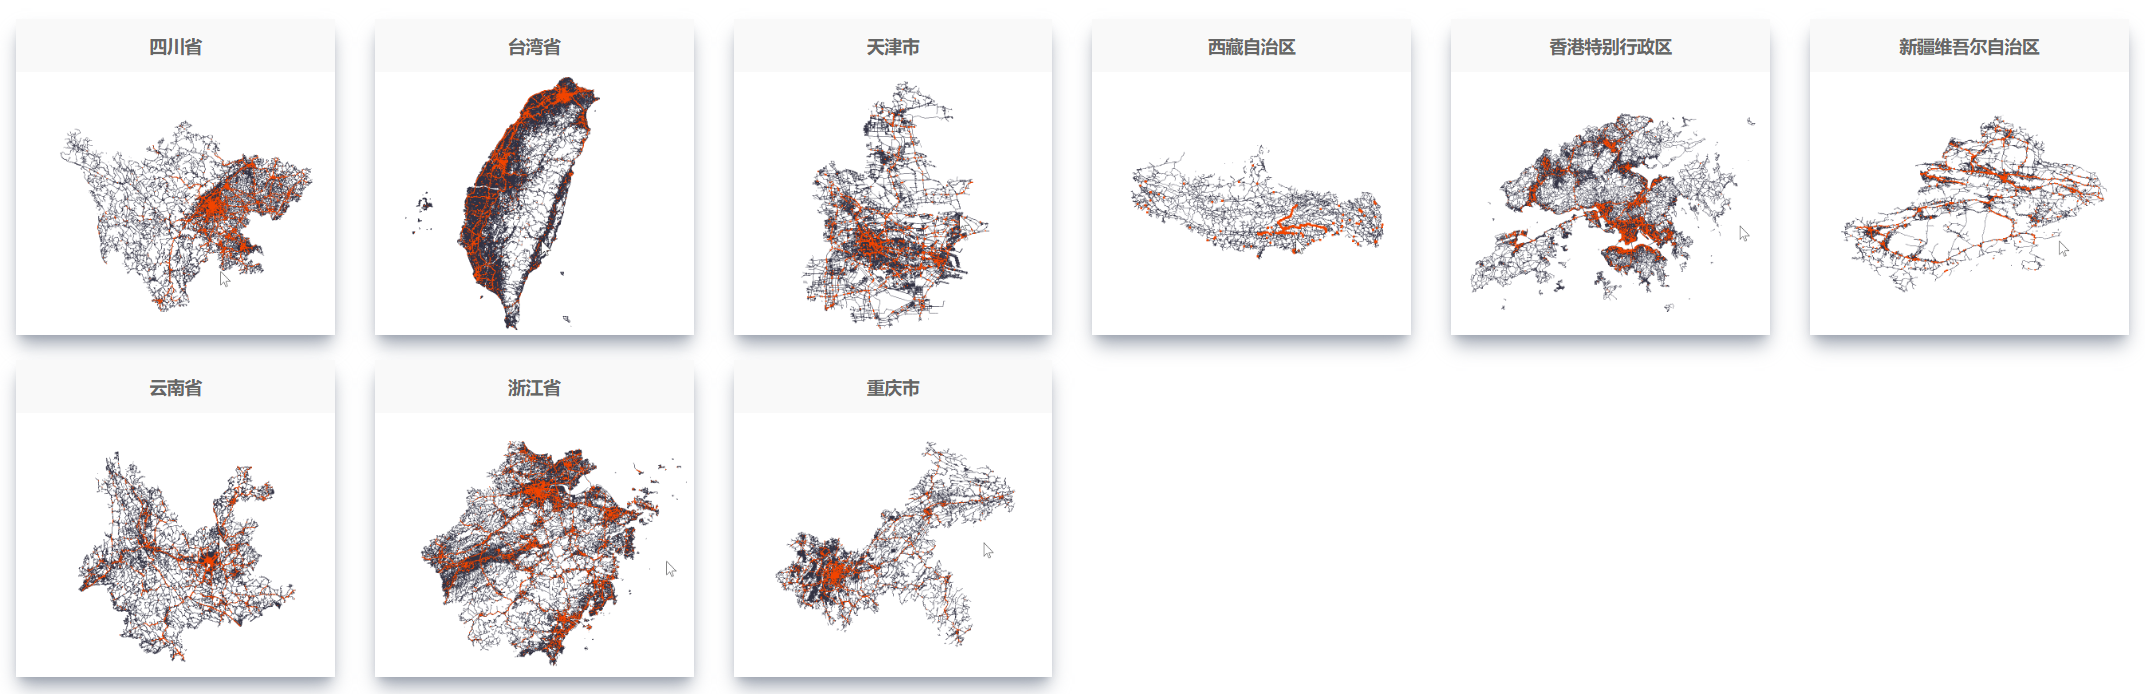 四川省
台湾省
天津市
西藏自治区
香港特别行政区
新疆维吾尔自治区
云南省
浙江省
重庆市